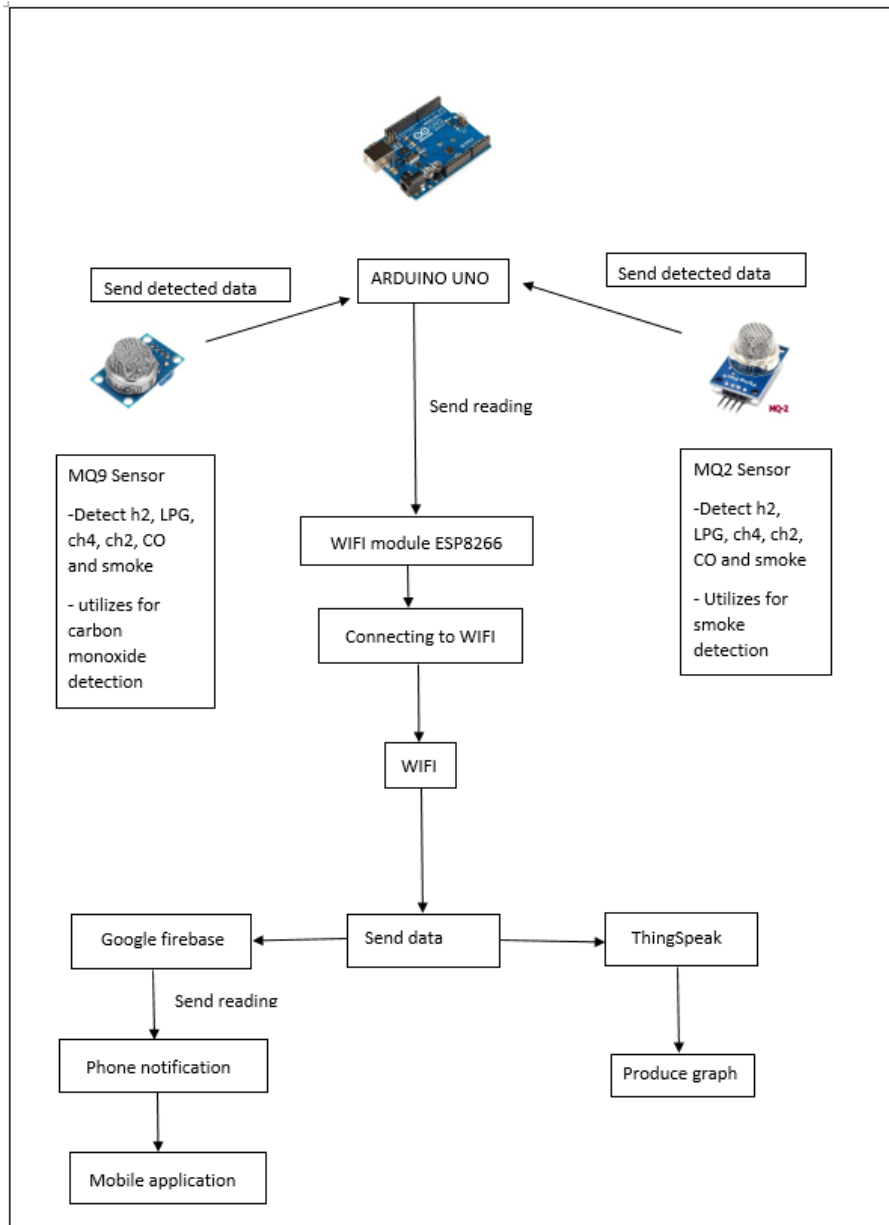 Send detected data
ARDUINO UNO
Send detected data
MQ-2
Send reading
MQ9 Sensor
-Detect h2, LPG,
ch4, ch2, CO
and smoke
- utilizes for
carbon
monoxide
detection
MQ2 Sensor
-Detect h2,
LPG, ch4, ch2,
CO and smoke
- Utilizes for
smoke
detection
WIFI module ESP8266
Connecting to WIFI
WIFI
Google firebase
Send data
ThingSpeak
Send reading
Phone notification
Produce graph
Mobile application